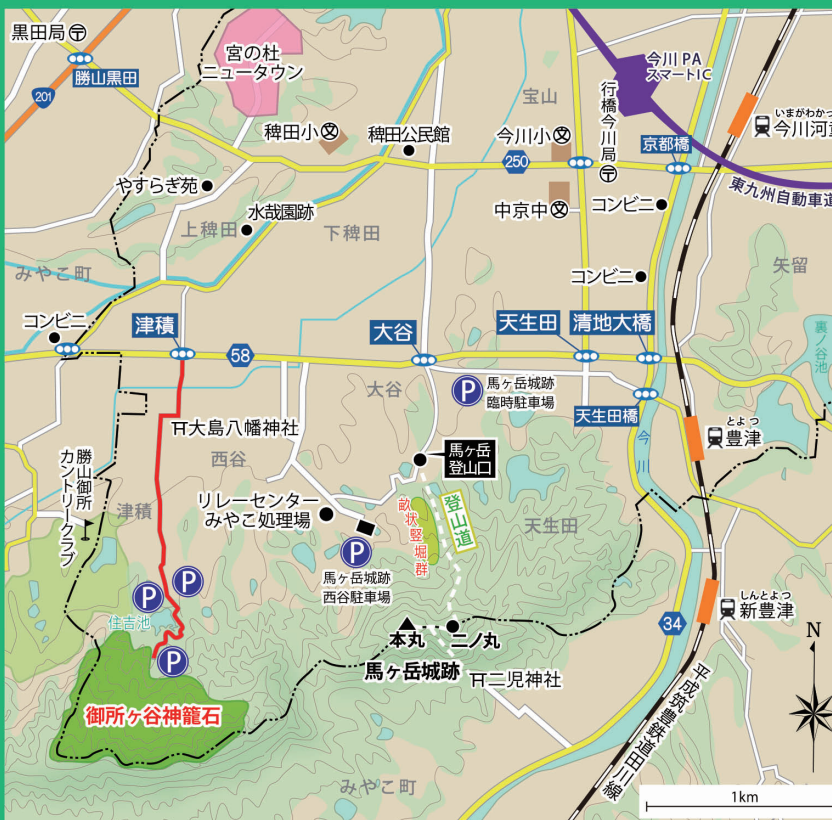 黒田局
勝山黒田
201
宮の杜
ニュータウン
稗田小
稗田公民館
宝山
今川小
行橋今川局
今川 PA
スマートIC
いまがわかっ
今川河童
京都橋
250
やすらぎ苑
水哉園跡
上稗田
下稗田
中京中
コンビニ
東九州自動車道
みやこ町
コンビニ
矢留
コンビニ
津積
58
大谷
天生田
清地大橋
裏ノ谷池
大谷
P
馬ヶ岳城跡
臨時駐車場
天生田橋
今川
とよつ
豊津
大島八幡神社
西谷
馬ヶ岳
登山口
勝山御所
カントリークラブ
津積
リレーセンター
みやこ処理場
畝状竪堀群
登山道
天生田
P
馬ヶ岳城跡
西谷駐車場
P
P
住吉池
P
しんとよつ
新豊津
34
本丸
二ノ丸
馬ヶ岳城跡
二児神社
N
御所ヶ谷神籠石
平成筑豊鉄道田川線
みやこ町
1km